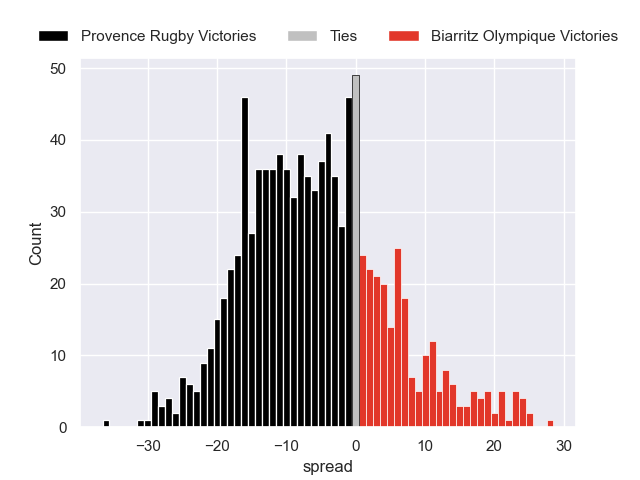 Provence Rugby Victories Ties Biarritz Olympique Victories
50
40
30
20
10
0
Count
−30 −20 −10 0 10 20 30
spread